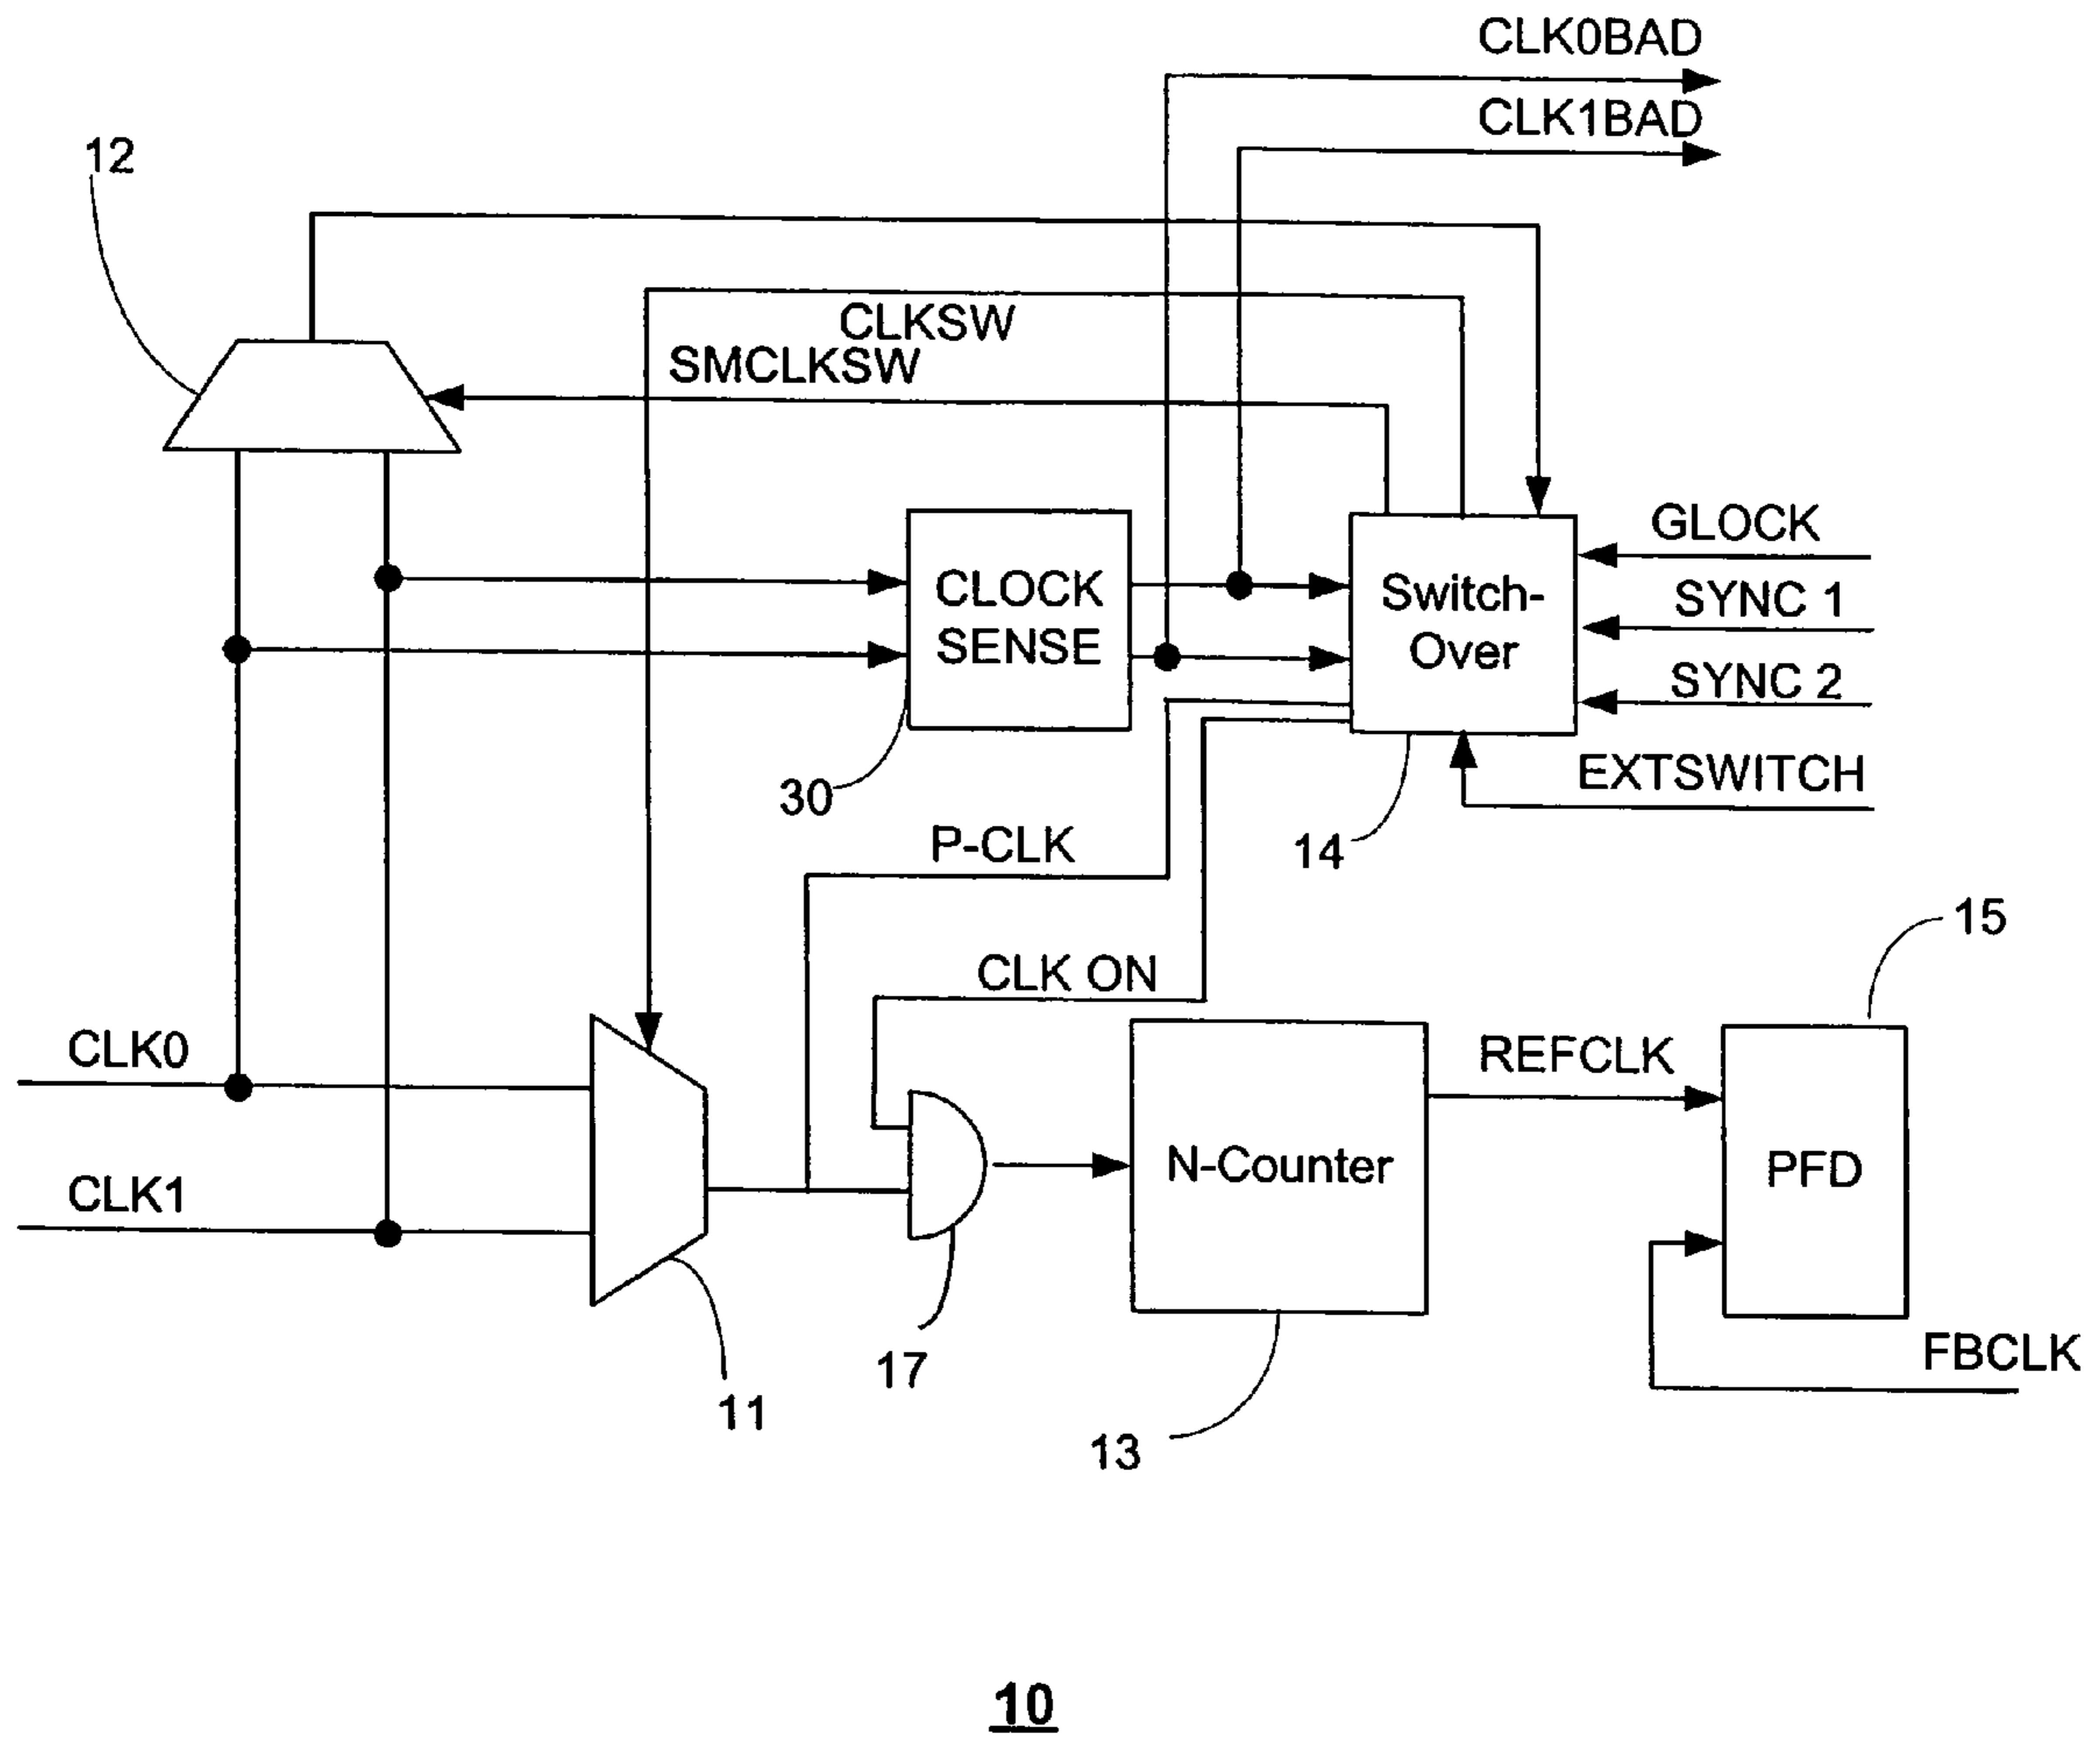 CLK0BAD
CLK1BAD
12
CLKSW
SMCLKSW
GLOCK
CLOCK
SENSE
Switch-
Over
SYNC 1
SYNC 2
EXTSWITCH
30
14
P-CLK
15
CLK ON
CLK0
REFCLK
N-Counter
PFD
CLK1
FBCLK
17
11
13
10